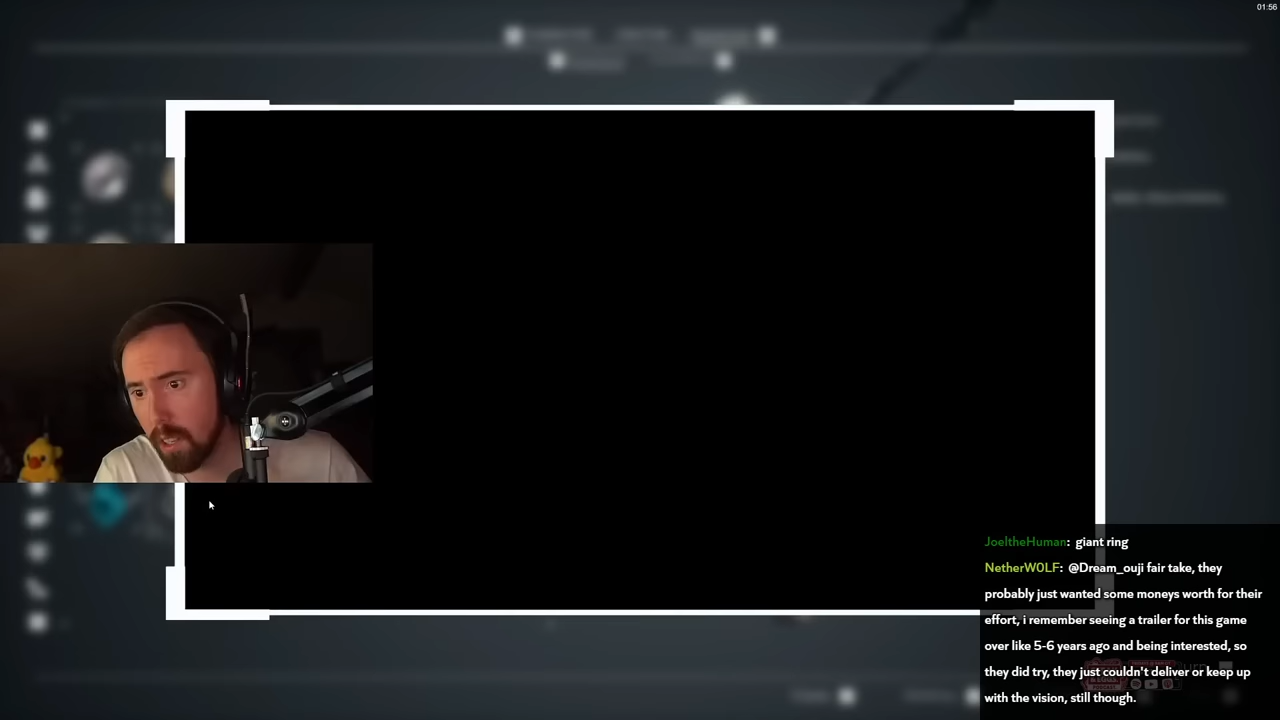 01:56
JoeltheHuman: giant ring
NetherW0LF: @Dream_ouji fair take, they
probably just wanted some moneys worth for their
effort, i remember seeing a trailer for this game
over like 5-6 years ago and being interested, so
they did try, they just couldn't deliver or keep up
with the vision, still though.